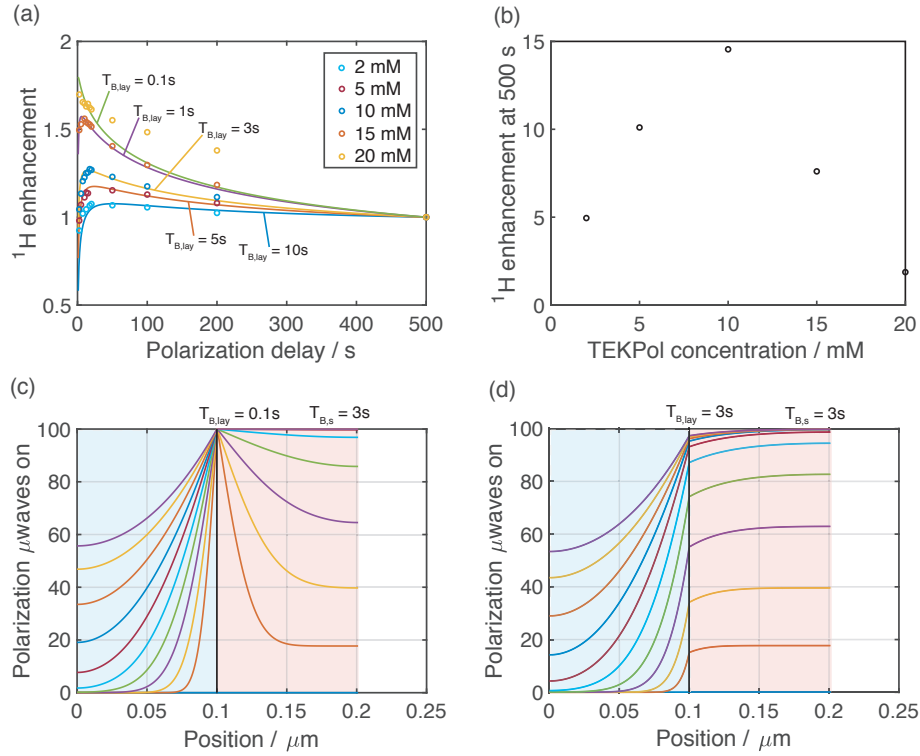 (a)
2
1.5
1
0.5
0 100 200 300 400 500
¹H enhancement
Polarization delay / s
T_B,lay = 0.1s
T_B,lay = 1s
T_B,lay = 3s
T_B,lay = 5s
T_B,lay = 10s
2 mM
5 mM
10 mM
15 mM
20 mM
(b)
15
10
5
0
0 5 10 15 20
¹H enhancement at 500 s
TEKPol concentration / mM
(c)
T_B,lay = 0.1s T_B,s = 3s
100
80
60
40
20
0
0 0.05 0.1 0.15 0.2 0.25
Polarization μwaves on
Position / μm
(d)
T_B,lay = 3s T_B,s = 3s
100
80
60
40
20
0
0 0.05 0.1 0.15 0.2 0.25
Polarization μwaves on
Position / μm